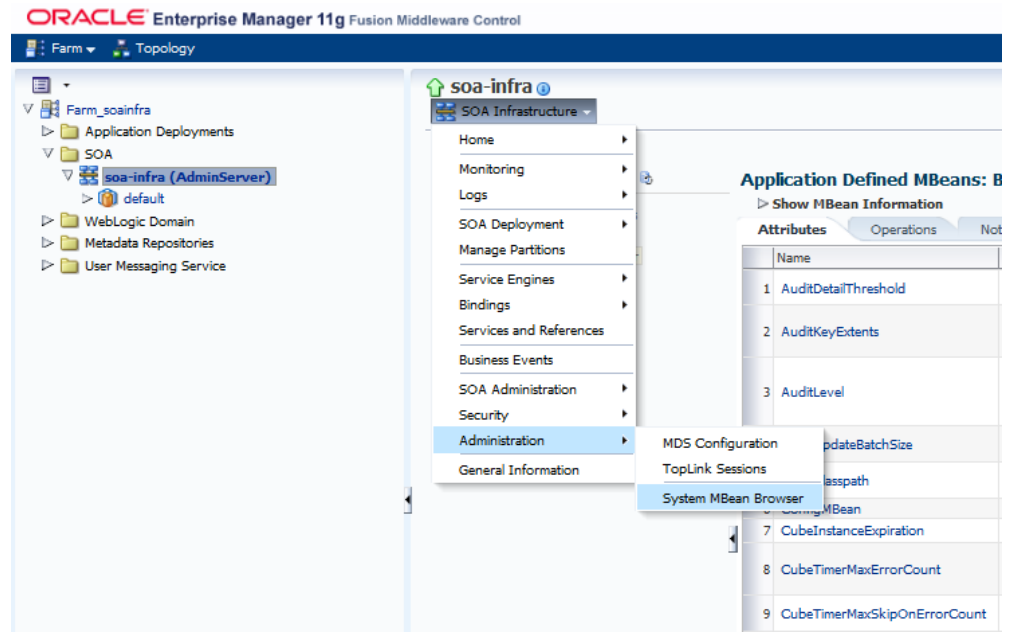 ORACLE Enterprise Manager 11g Fusion Middleware Control
Farm Topology
Farm_soainfra
Application Deployments
SOA
soa-infra (AdminServer)
default
WebLogic Domain
Metadata Repositories
User Messaging Service
soa-infra
SOA Infrastructure
Home
Monitoring
Logs
SOA Deployment
Manage Partitions
Service Engines
Bindings
Services and References
Business Events
SOA Administration
Security
Administration
General Information
MDS Configuration
TopLink Sessions
System MBean Browser
Application Defined MBeans: B
Show MBean Information
Attributes Operations Not
Name
1 AuditDetailThreshold
2 AuditKeyExtents
3 AuditLevel
pdateBatchSize
lasspath
7 CubeInstanceExpiration
8 CubeTimerMaxErrorCount
9 CubeTimerMaxSkipOnErrorCount